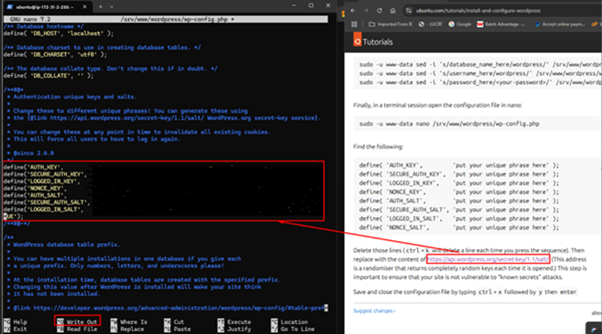 ubuntu@ip-172-31-2-250: ~
GNU nano 7.2 /srv/www/wordpress/wp-config.php *
/** Database hostname */
define( 'DB_HOST', 'localhost' );
/** Database charset to use in creating database tables. */
define( 'DB_CHARSET', 'utf8' );
/** The database collate type. Don't change this if in doubt. */
define( 'DB_COLLATE', '' );
/**#@+
* Authentication unique keys and salts.
*
* Change these to different unique phrases! You can generate these using
* the {@link https://api.wordpress.org/secret-key/1.1/salt/ WordPress.org secret-key service}.
*
* You can change these at any point in time to invalidate all existing cookies.
* This will force all users to have to log in again.
*
* @since 2.6.0
*/
define('AUTH_KEY',
define('SECURE_AUTH_KEY',
define('LOGGED_IN_KEY',
define('NONCE_KEY',
define('AUTH_SALT',
define('SECURE_AUTH_SALT',
define('LOGGED_IN_SALT',
/**#@-*/
/**
* WordPress database table prefix.
*
* You can have multiple installations in one database if you give each
* a unique prefix. Only numbers, letters, and underscores please!
*
* At the installation time, database tables are created with the specified prefix.
* Changing this value after WordPress is installed will make your site think
* it has not been installed.
*
* @link https://developer.wordpress.org/advanced-administration/wordpress/wp-config/#table-pref
^G Help ^O Write Out ^W Where Is ^K Cut ^T Execute ^C Location
^X Exit ^R Read File ^\ Replace ^U Paste ^J Justify ^/ Go To Line
ubuntu.com/tutorials/install-and-configure-wordpress
Bookmarks Imported From B LUCRF Google Batch Advantage - Accept online paym...
Tutorials
sudo -u www-data sed -i 's/database_name_here/wordpress/' /srv/www/wor
sudo -u www-data sed -i 's/username_here/wordpress/' /srv/www/wordpres
sudo -u www-data sed -i 's/password_here/<your-password>/' /srv/www/wo
Finally, in a terminal session open the configuration file in nano:
sudo -u www-data nano /srv/www/wordpress/wp-config.php
Find the following:
define( 'AUTH_KEY', 'put your unique phrase here' );
define( 'SECURE_AUTH_KEY', 'put your unique phrase here' );
define( 'LOGGED_IN_KEY', 'put your unique phrase here' );
define( 'NONCE_KEY', 'put your unique phrase here' );
define( 'AUTH_SALT', 'put your unique phrase here' );
define( 'SECURE_AUTH_SALT', 'put your unique phrase here' );
define( 'LOGGED_IN_SALT', 'put your unique phrase here' );
define( 'NONCE_SALT', 'put your unique phrase here' );
Delete those lines ( ctrl + k will delete a line each time you press the sequence). Then
replace with the content of https://api.wordpress.org/secret-key/1.1/salt/. (This address
is a randomiser that returns completely random keys each time it is opened.) This step is
important to ensure that your site is not vulnerable to "known secrets" attacks.
Save and close the configuration file by typing ctrl + x followed by y then enter
Suggest changes ›